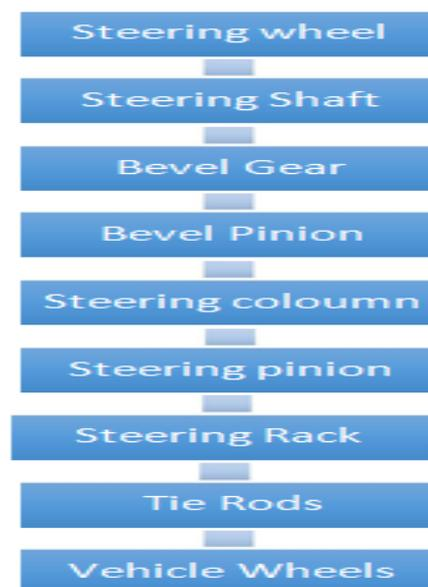 Steering wheel
Steering Shaft
Bevel Gear
Bevel Pinion
Steering coloumn
Steering pinion
Steering Rack
Tie Rods
Vehicle Wheels